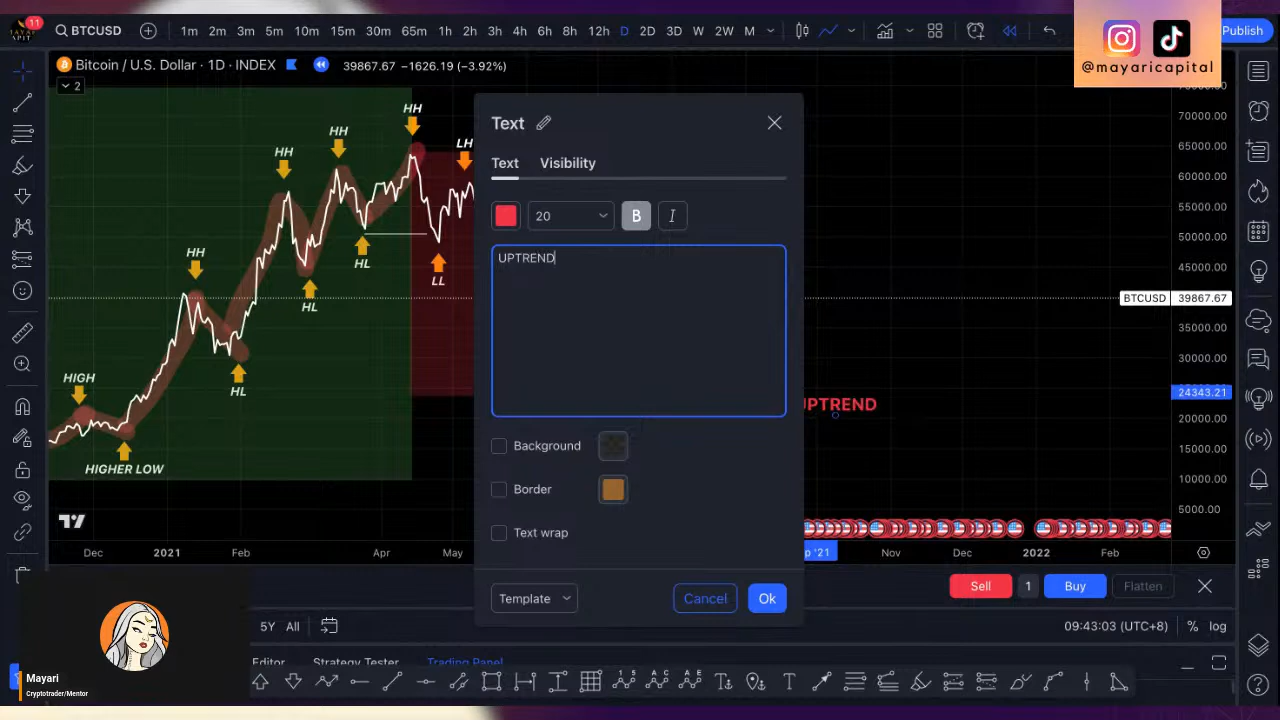 11
BTCUSD
1m 2m 3m 5m 10m 15m 30m 65m 1h 2h 3h 4h 6h 8h 12h D 2D 3D W 2W M
Publish
@mayaricapital
Bitcoin / U.S. Dollar · 1D · INDEX
39867.67 −1626.19 (−3.92%)
2
HH
HH
HH
LH
HH
HL
HL
LL
HIGH
HL
HIGHER LOW
Text
Text
Visibility
20
B
I
UPTREND
Background
Border
Text wrap
Template
Cancel
Ok
UPTREND
70000.00
65000.00
60000.00
55000.00
50000.00
45000.00
BTCUSD 39867.67
35000.00
30000.00
24343.21
20000.00
15000.00
10000.00
5000.00
Dec 2021 Feb Apr May
'21 Nov Dec 2022 Feb
Sell 1 Buy Flatten
5Y All
09:43:03 (UTC+8) % log
Editor Strategy Tester Trading Panel
Mayari
Cryptotrader/Mentor